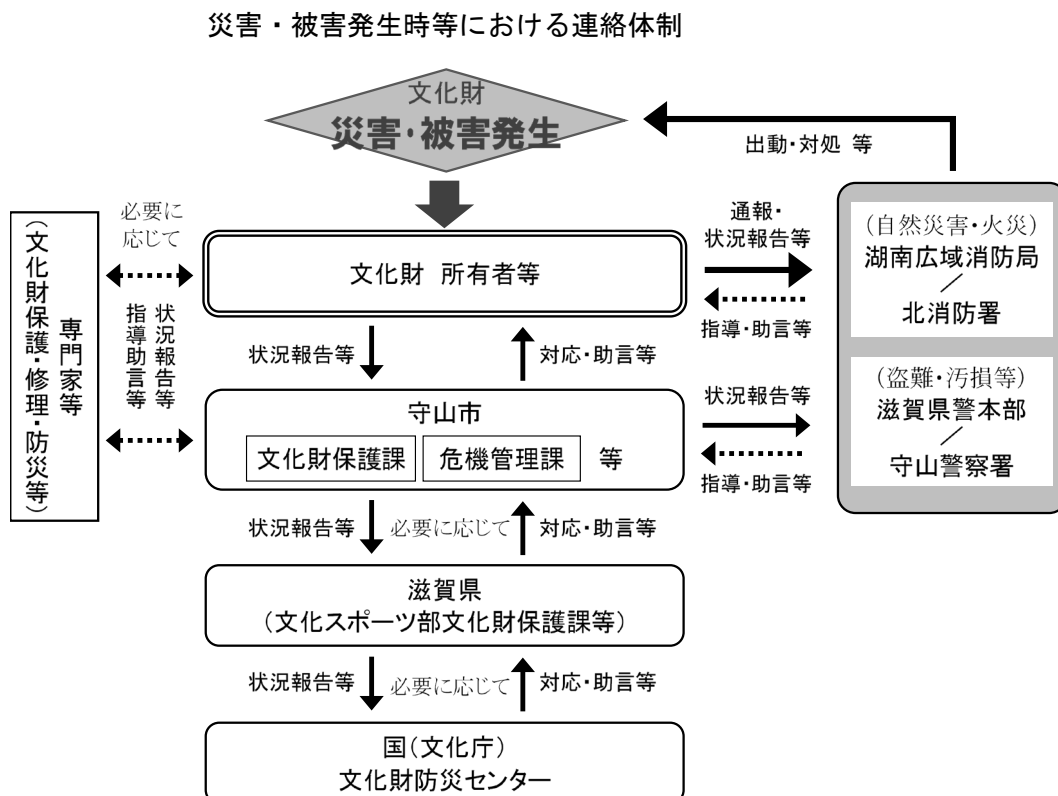 災害・被害発生時等における連絡体制
文化財
災害・被害発生
出動・対処 等
必要に
応じて
通報・
状況報告等
(自然災害・火災)
湖南広域消防局
北消防署
文化財 所有者等
指導・助言等
専門家等
(文化財保護・修理・防災等)
状況報告等
指導助言等
状況報告等
対応・助言等
(盗難・汚損等)
滋賀県警本部
守山警察署
守山市
文化財保護課
危機管理課
等
状況報告等
指導・助言等
状況報告等
必要に応じて
対応・助言等
滋賀県
(文化スポーツ部文化財保護課等)
状況報告等
必要に応じて
対応・助言等
国(文化庁)
文化財防災センター